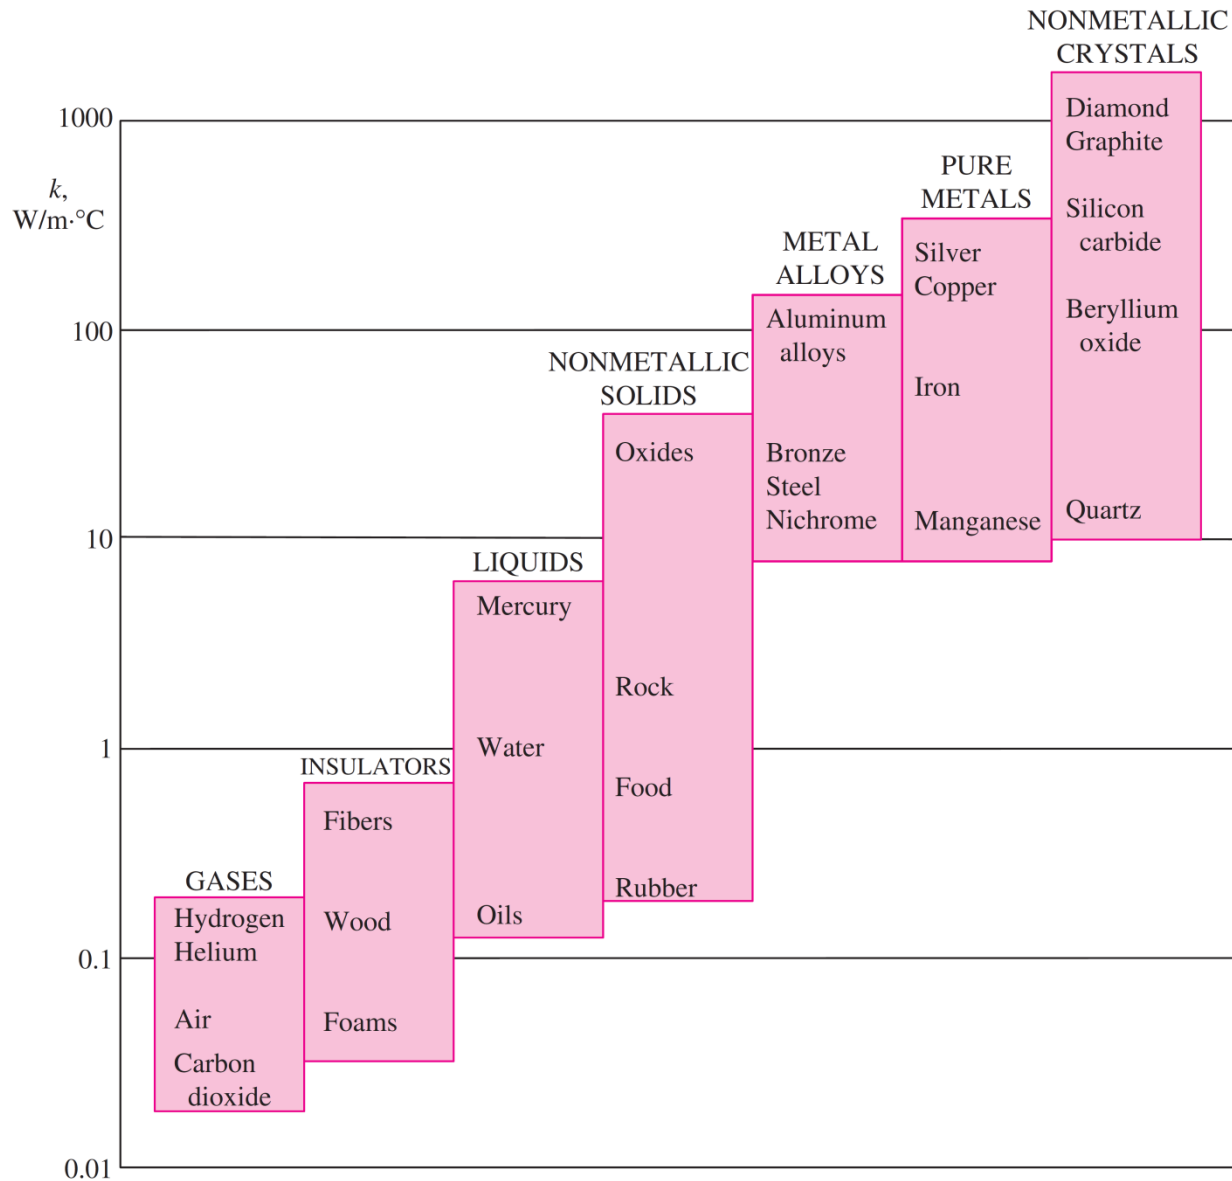 NONMETALLIC
CRYSTALS
1000
k,
W/m·°C
100
10
1
0.1
0.01
GASES
Hydrogen
Helium
Air
Carbon
dioxide
INSULATORS
Fibers
Wood
Foams
LIQUIDS
Mercury
Water
Oils
NONMETALLIC
SOLIDS
Oxides
Rock
Food
Rubber
METAL
ALLOYS
Aluminum
alloys
Bronze
Steel
Nichrome
PURE
METALS
Silver
Copper
Iron
Manganese
Diamond
Graphite
Silicon
carbide
Beryllium
oxide
Quartz